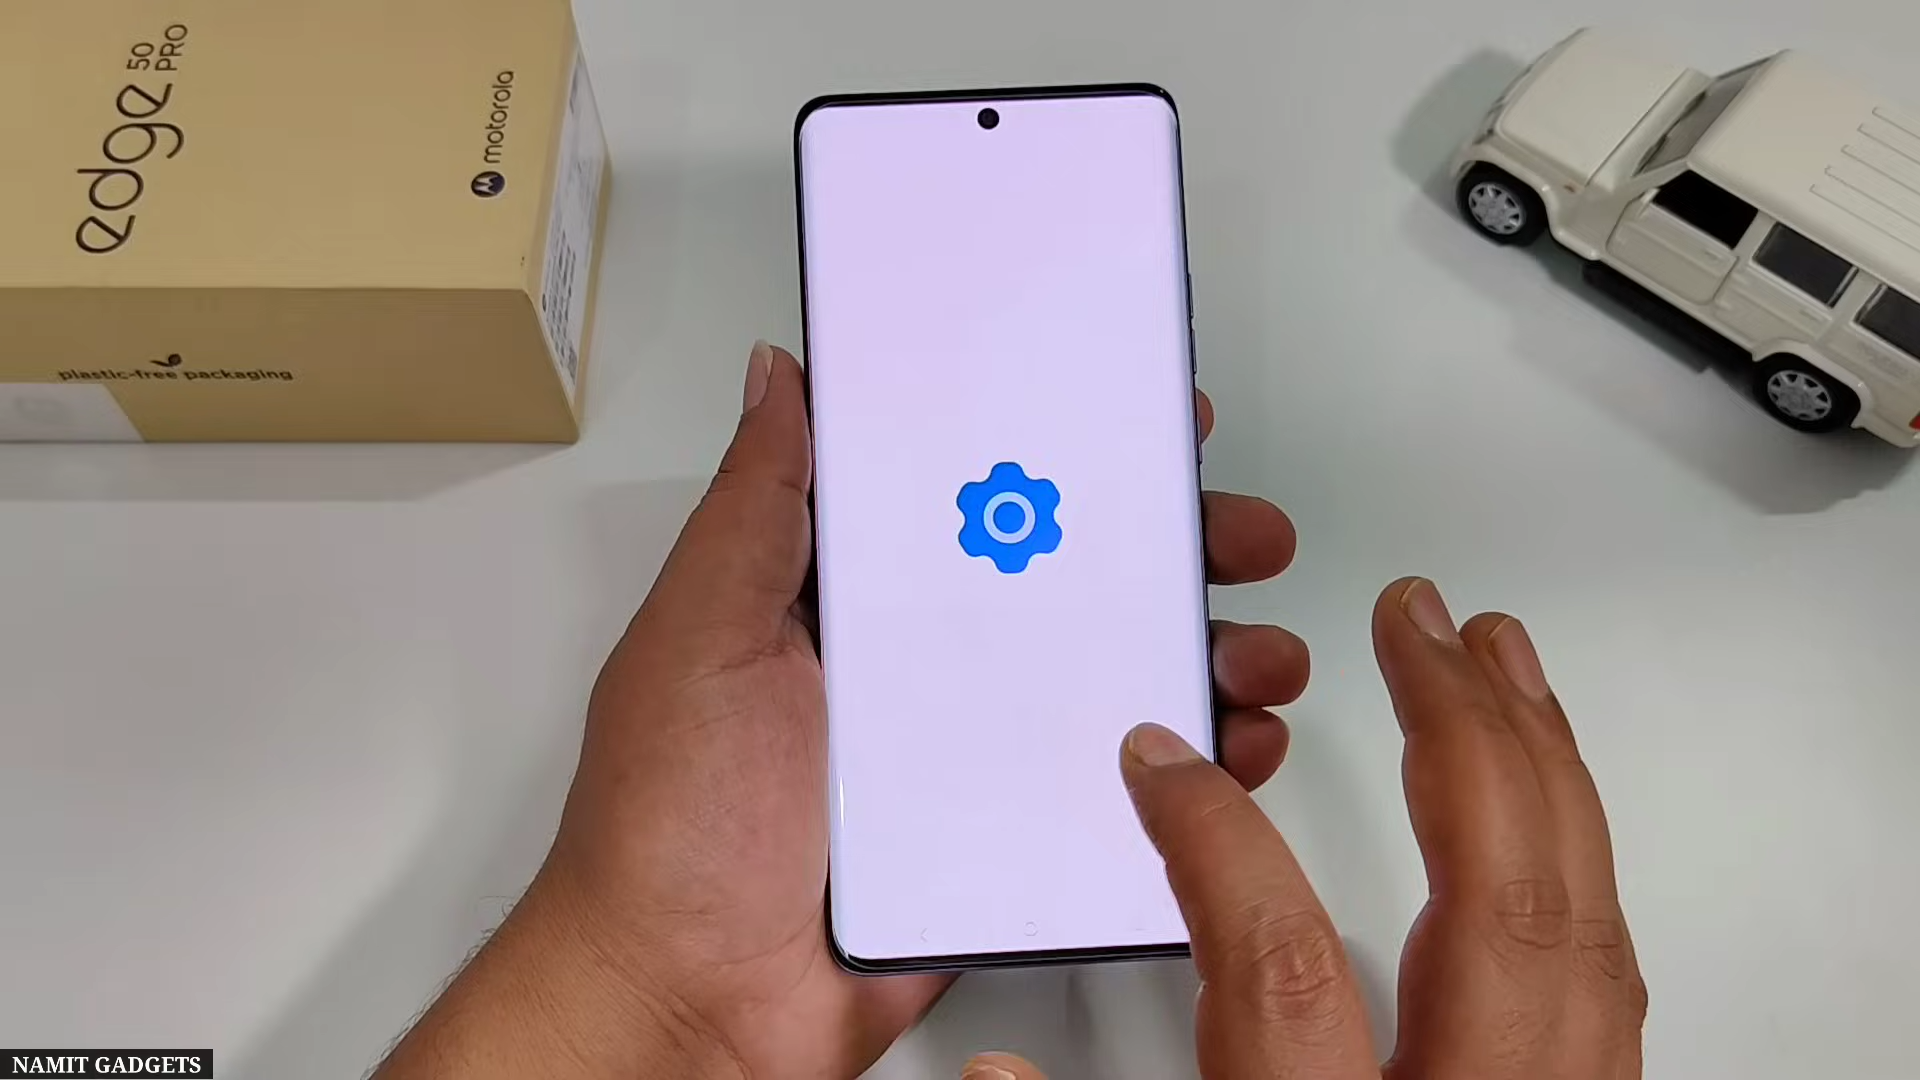 edge 50
PRO
motorola
plastic-free packaging
NAMIT GADGETS